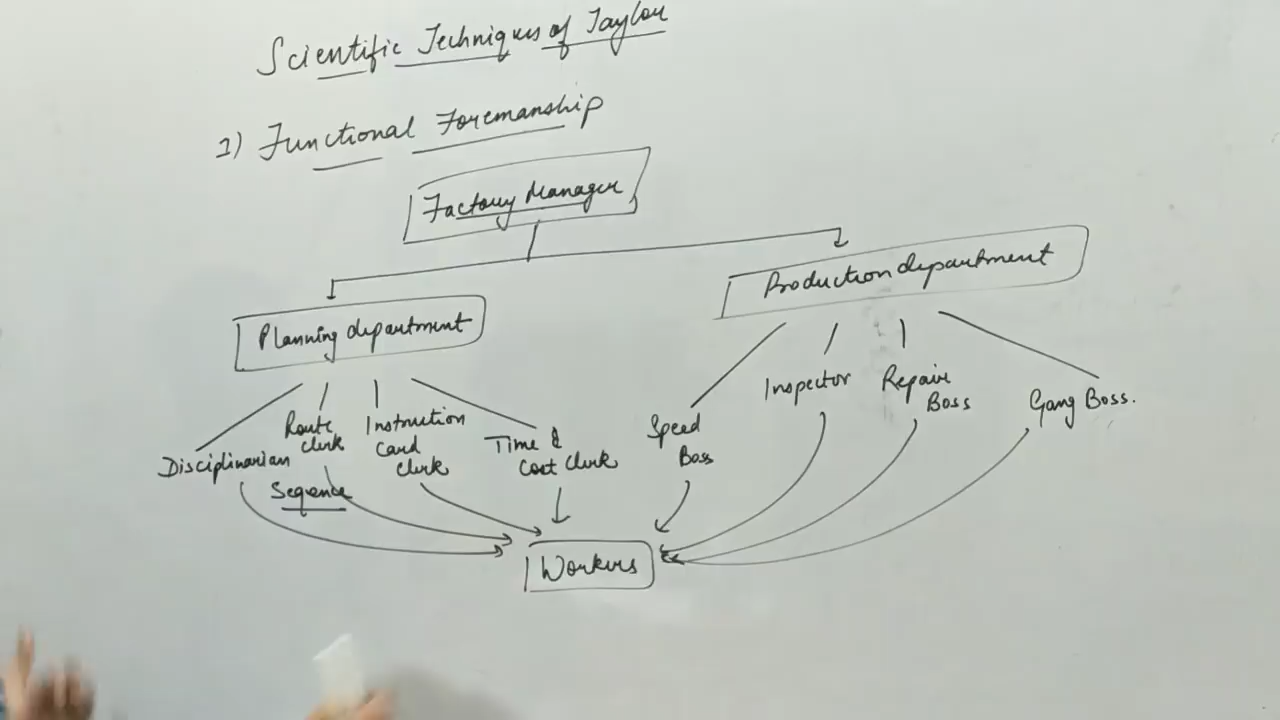 Scientific Techniques of Taylor
1) Functional Foremanship
Factory Manager
Planning department
Production department
Disciplinarian
Route
Clerk
Sequence
Instruction
Card
Clerk
Time &
Cost Clerk
Speed
Boss
Inspector
Repair
Boss
Gang Boss.
Workers